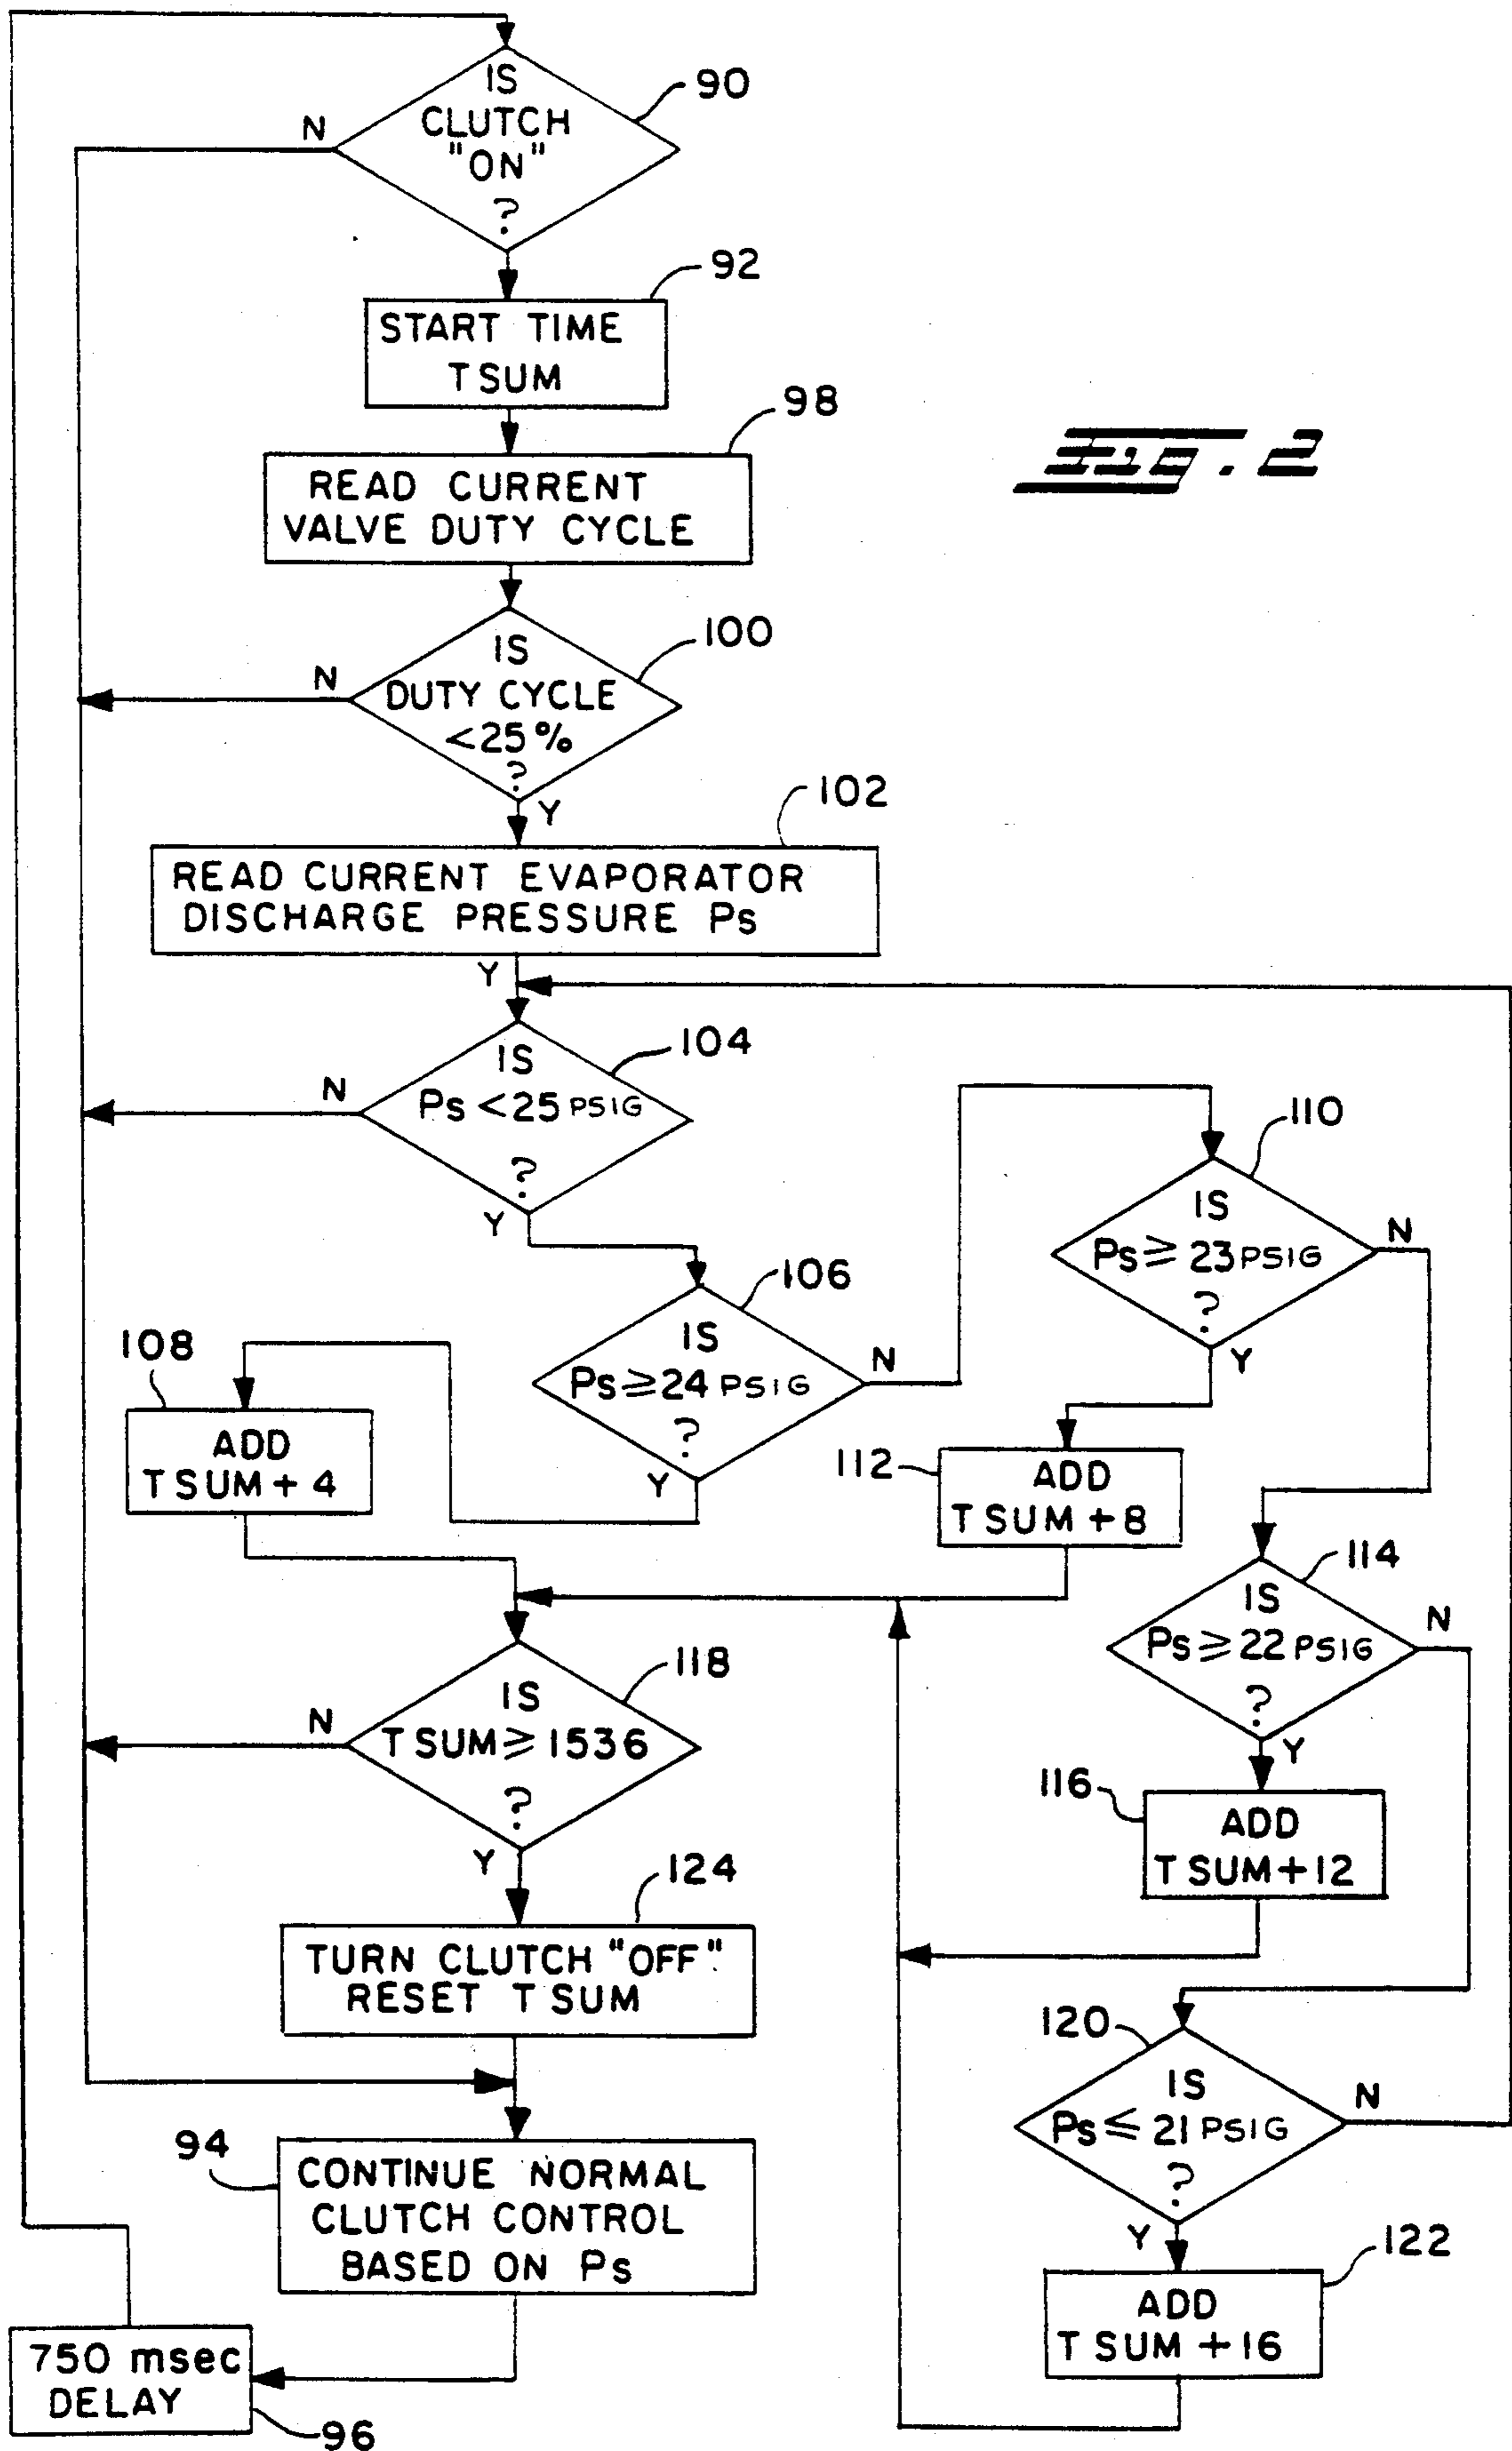 IS
CLUTCH
"ON"
?
90
N
92
START TIME
TSUM
98
READ CURRENT
VALVE DUTY CYCLE
FIG. 2
100
IS
DUTY CYCLE
<25%
?
N
Y
102
READ CURRENT EVAPORATOR
DISCHARGE PRESSURE Ps
Y
104
IS
Ps <25 PSIG
?
N
Y
110
IS
Ps ≥ 23 PSIG
?
N
Y
106
IS
Ps ≥24 PSIG
?
N
Y
108
ADD
TSUM + 4
112
ADD
TSUM +8
114
IS
Ps ≥ 22 PSIG
?
N
Y
118
IS
TSUM ≥ 1536
?
N
Y
116
ADD
TSUM +12
124
TURN CLUTCH "OFF"
RESET TSUM
120
IS
Ps ≤ 21 PSIG
?
N
Y
94
CONTINUE NORMAL
CLUTCH CONTROL
BASED ON Ps
122
ADD
TSUM +16
750 msec
DELAY
96